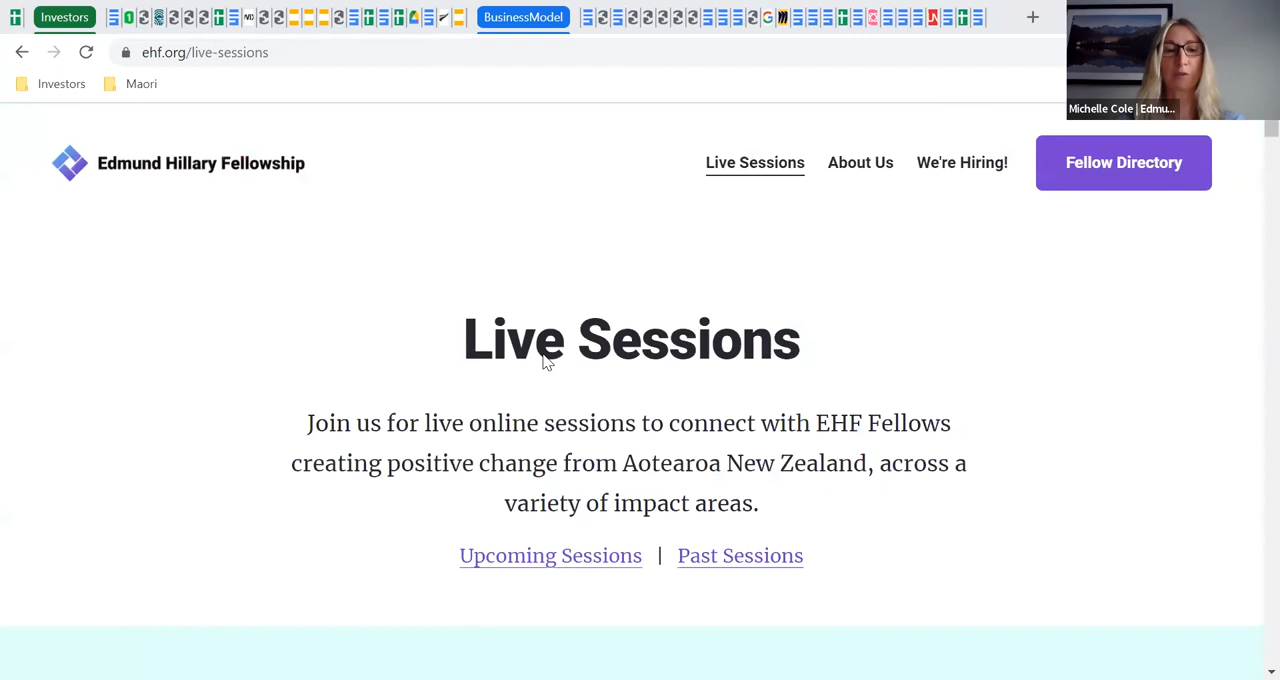 Investors
BusinessModel
ehf.org/live-sessions
Investors
Maori
Michelle Cole | Edmu...
Edmund Hillary Fellowship
Live Sessions
About Us
We're Hiring!
Fellow Directory
Live Sessions
Join us for live online sessions to connect with EHF Fellows
creating positive change from Aotearoa New Zealand, across a
variety of impact areas.
Upcoming Sessions | Past Sessions